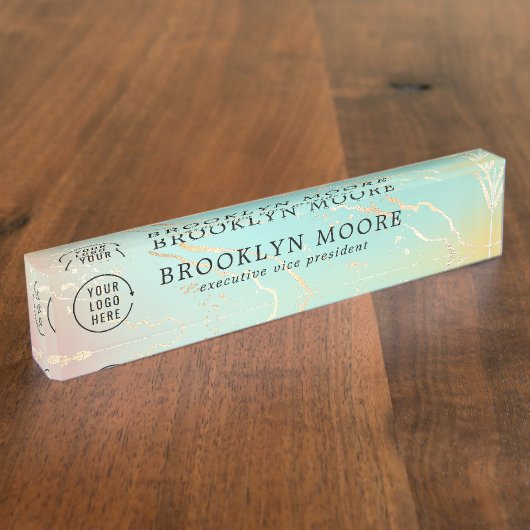 YOUR
LOGO
HERE
BROOKLYN MOORE
executive vice president